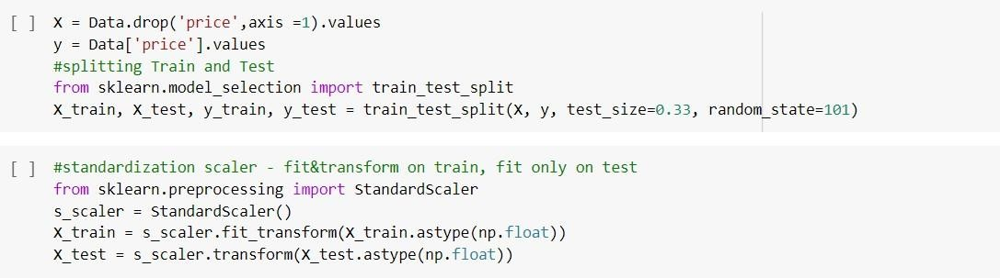 [ ] X = Data.drop('price',axis =1).values
y = Data['price'].values
#splitting Train and Test
from sklearn.model_selection import train_test_split
X_train, X_test, y_train, y_test = train_test_split(X, y, test_size=0.33, random_state=101)
[ ] #standardization scaler - fit&transform on train, fit only on test
from sklearn.preprocessing import StandardScaler
s_scaler = StandardScaler()
X_train = s_scaler.fit_transform(X_train.astype(np.float))
X_test = s_scaler.transform(X_test.astype(np.float))